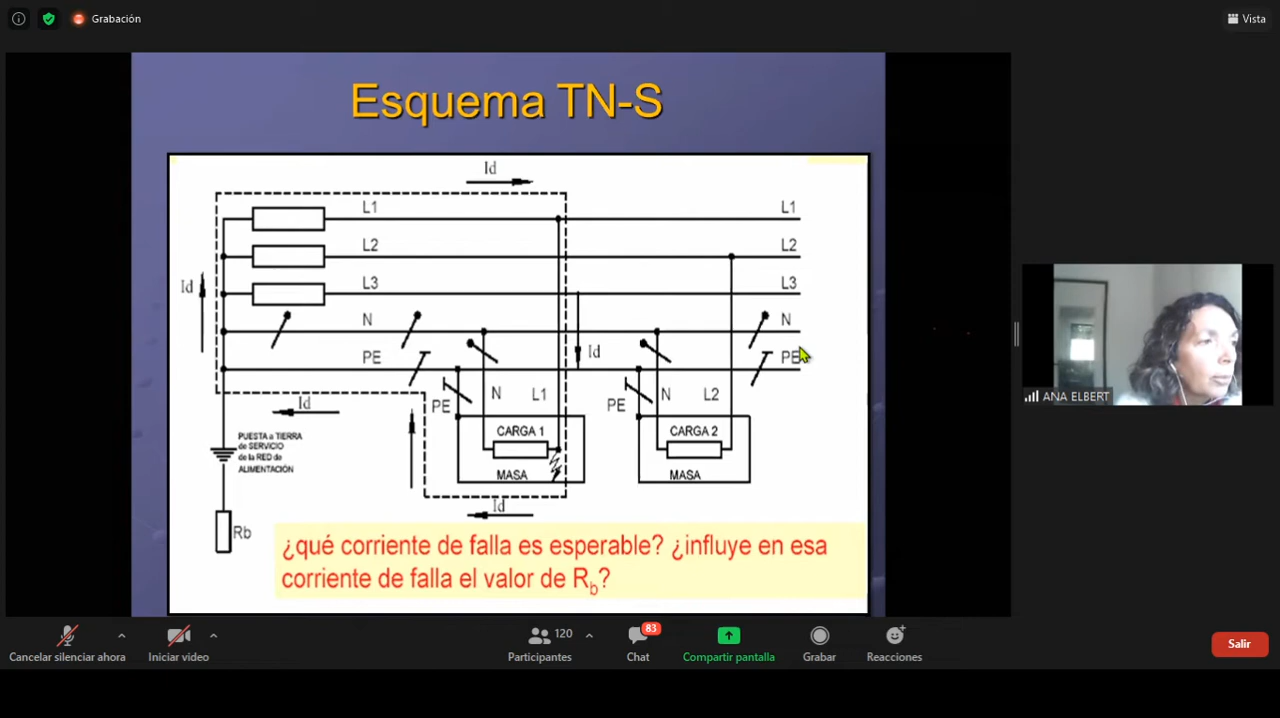 Grabación
Vista
Esquema TN-S
Id
L1
L1
L2
L2
Id
L3
L3
N
N
Id
PE
PE
PE
N
L1
PE
N
L2
Id
PUESTA a TIERRA
de SERVICIO
de la RED de
ALIMENTACIÓN
CARGA 1
CARGA 2
MASA
MASA
Id
Rb
¿qué corriente de falla es esperable? ¿influye en esa
corriente de falla el valor de Rb?
ANA ELBERT
Cancelar silenciar ahora
Iniciar video
120
Participantes
83
Chat
Compartir pantalla
Grabar
Reacciones
Salir